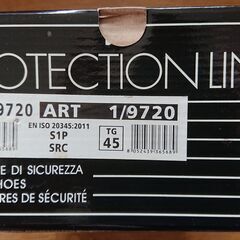 OTECTION LIN
9720 ART 1/9720
EN ISO 20345:2011
S1P
SRC
TG
45
8052439365689
E DI SICUREZZA
HOES
RES DE SÉCURITÉ